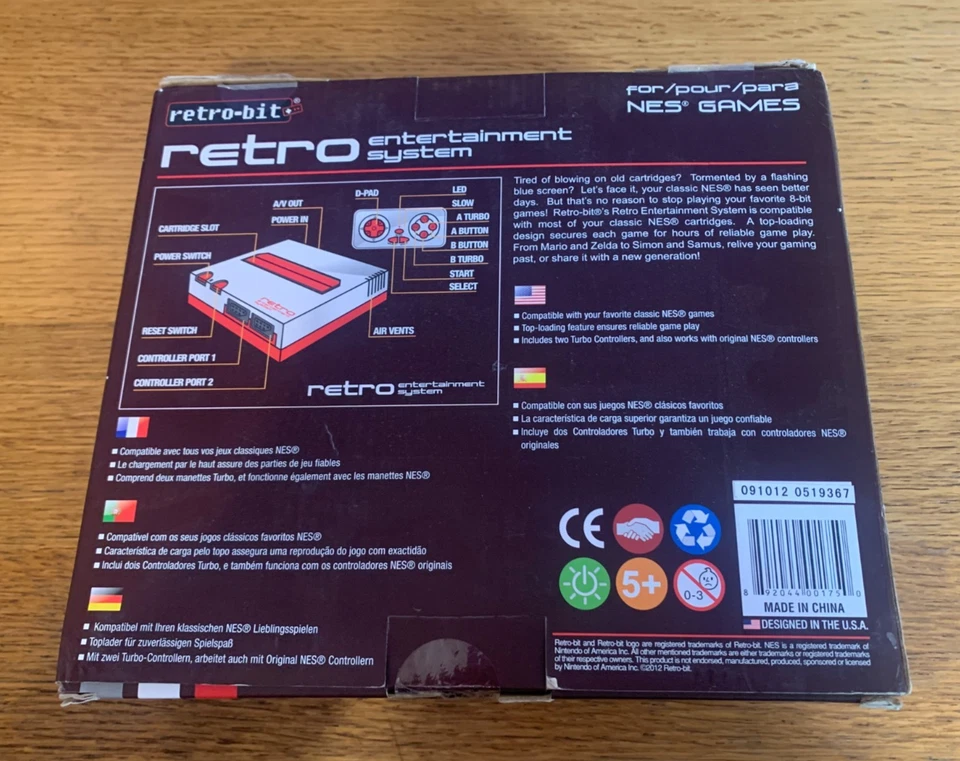 retro-bit®
for/pour/para
NES® GAMES
retro entertainment system
A/V OUT
POWER IN
CARTRIDGE SLOT
POWER SWITCH
RESET SWITCH
CONTROLLER PORT 1
CONTROLLER PORT 2
D-PAD
LED
SLOW
A TURBO
A BUTTON
B BUTTON
B TURBO
START
SELECT
AIR VENTS
retro
retro entertainment system
Tired of blowing on old cartridges? Tormented by a flashing
blue screen? Let's face it, your classic NES® has seen better
days. But that's no reason to stop playing your favorite 8-bit
games! Retro-bit®'s Retro Entertainment System is compatible
with most of your classic NES® cartridges. A top-loading
design secures each game for hours of reliable game play.
From Mario and Zelda to Simon and Samus, relive your gaming
past, or share it with a new generation!
■ Compatible with your favorite classic NES® games
■ Top-loading feature ensures reliable game play
■ Includes two Turbo Controllers, and also works with original NES® controllers
■ Compatible con sus juegos NES® clásicos favoritos
■ La característica de carga superior garantiza un juego confiable
■ Incluye dos Controladores Turbo y también trabaja con controladores NES®
originales
■ Compatible avec tous vos jeux classiques NES®
■ Le chargement par le haut assure des parties de jeu fiables
■ Comprend deux manettes Turbo, et fonctionne également avec les manettes NES®
■ Compatível com os seus jogos clássicos favoritos NES®
■ Característica de carga pelo topo assegura uma reprodução do jogo com exactidão
■ Inclui dois Controladores Turbo, e também funciona com os controladores NES® originais
■ Kompatibel mit Ihren klassischen NES® Lieblingsspielen
■ Toplader für zuverlässigen Spielspaß
■ Mit zwei Turbo-Controllern, arbeitet auch mit Original NES® Controllern
CE
5+
0-3
091012 0519367
8 92044 00175 0
MADE IN CHINA
DESIGNED IN THE U.S.A.
Retro-bit and Retro-bit logo are registered trademarks of Retro-bit. NES is a registered trademark of
Nintendo of America Inc. All other mentioned trademarks are either trademarks or registered trademarks
of their respective owners. This product is not endorsed, manufactured, produced, sponsored or licensed
by Nintendo of America Inc. ©2012 Retro-bit.